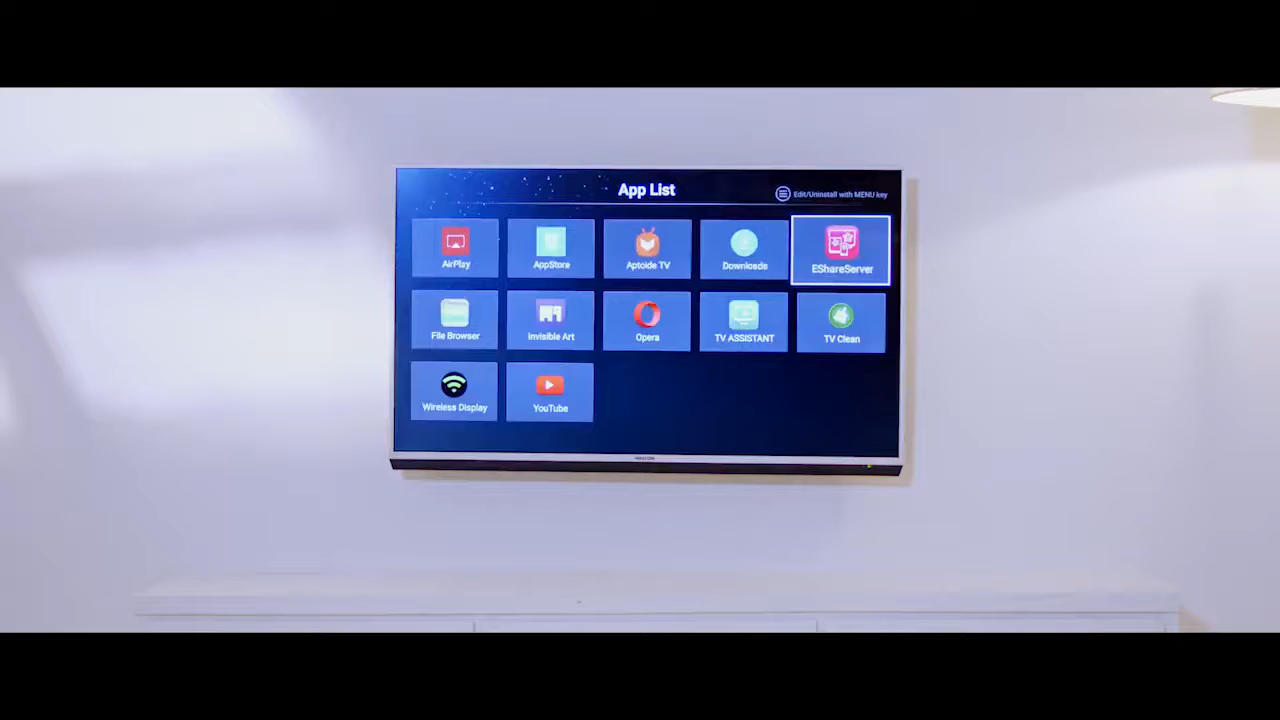 App List
Edit/Uninstall with MENU key
AirPlay
AppStore
Aptoide TV
Downloads
EShareServer
File Browser
Invisible Art
Opera
TV ASSISTANT
TV Clean
Wireless Display
YouTube